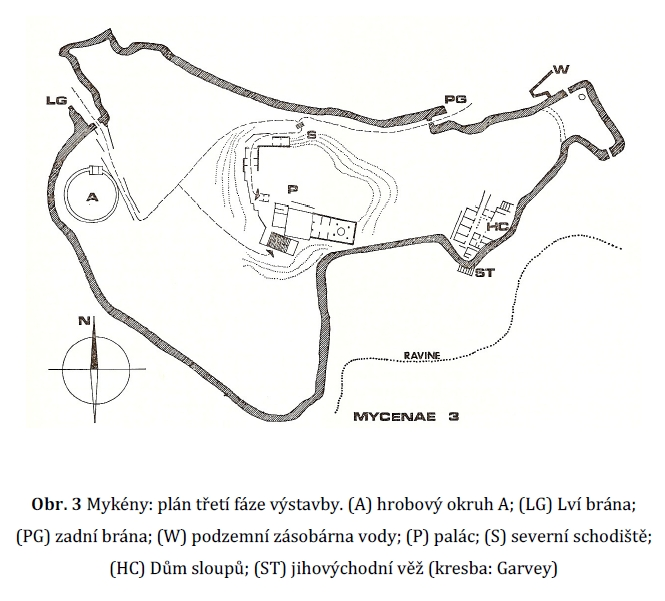 W
LG
PG
S
A
P
HC
ST
N
RAVINE
MYCENAE 3
Obr. 3 Mykény: plán třetí fáze výstavby. (A) hrobový okruh A; (LG) Lví brána;
(PG) zadní brána; (W) podzemní zásobárna vody; (P) palác; (S) severní schodiště;
(HC) Dům sloupů; (ST) jihovýchodní věž (kresba: Garvey)